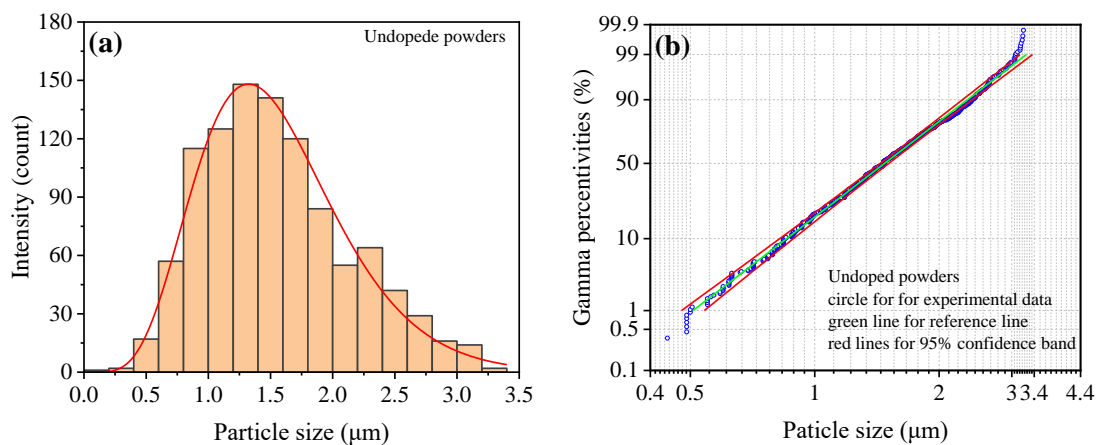 (a)
Undopede powders
Intensity (count)
180
150
120
90
60
30
0
0.0 0.5 1.0 1.5 2.0 2.5 3.0 3.5
Particle size (μm)
(b)
Gamma percentivities (%)
99.9
99
90
50
10
1
0.5
0.1
Undoped powders
circle for for experimental data
green line for reference line
red lines for 95% confidence band
0.4 0.5 1 2 3 3.4 4.4
Paticle size (μm)